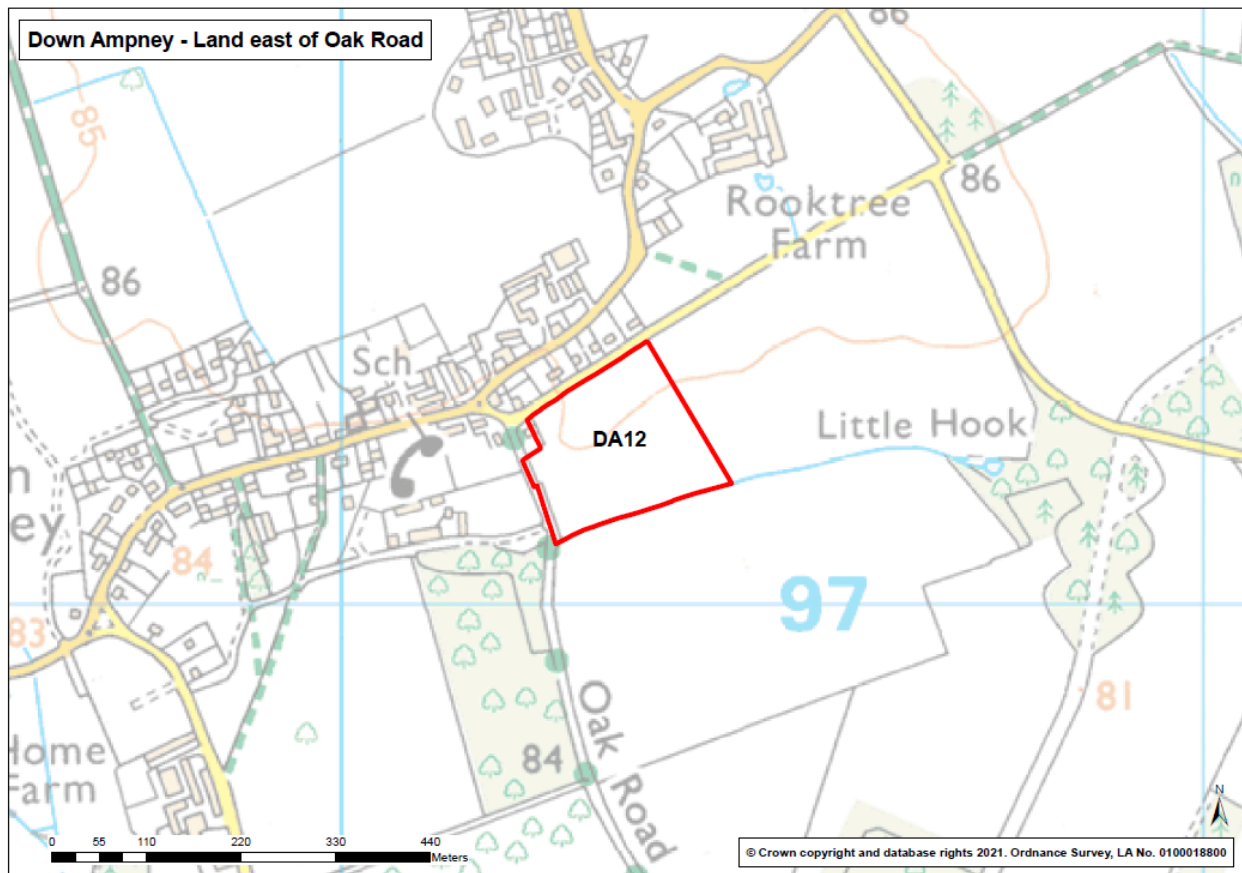 Down Ampney - Land east of Oak Road
86
85
86
Rooktree
Farm
86
Sch
Little Hook
DA12
n
ey
84
97
83
81
Oak Road
Home
Farm
84
0 55 110 220 330 440
Meters
N
© Crown copyright and database rights 2021. Ordnance Survey, LA No. 0100018800